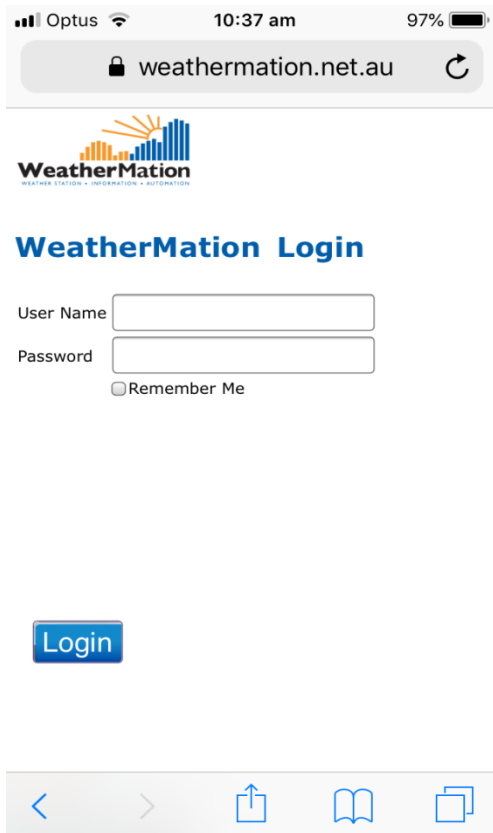 Optus 10:37 am 97%
weathermation.net.au
WeatherMation
WEATHER STATION • INFORMATION • AUTOMATION
WeatherMation Login
User Name
Password
Remember Me
Login